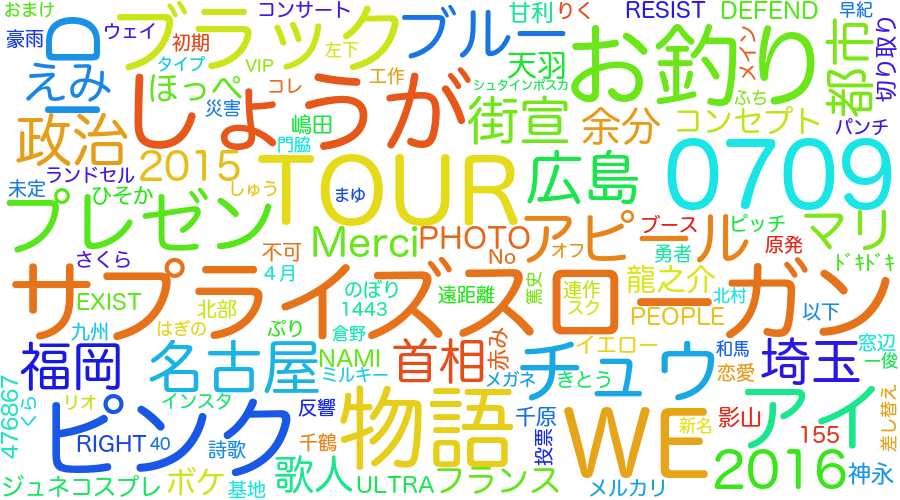 おまけ
コンサート
甘利
りく
RESIST
DEFEND
早紀
豪雨
ウェイ
初期
左下
タイプ
VIP
コレ
工作
シュタインボスカ
ふち
メイン
切り取り
ID
ブラック
ブルー
天羽
お釣り
都市
えみ
ほっぺ
災害
嶋田
門脇
街宣
余分
コンセプト
パンチ
政治
しょうが
2015
ランドセル
未定
ひそか
しゅう
まゆ
TOUR
広島
0709
プレゼン
Merci
PHOTO
No
アピール
オフ
ブース
ピッチ
勇者
原発
マリ
さくら
不可
4月
ドキドキ
サプライズ
スローガン
EXIST
北部
のぼり
1443
遠距離
篤史
連作
スク
龍之介
PEOPLE
北村
以下
九州
はぎの
ぷり
倉野
イエロー
和馬
恋愛
窓辺
一俊
福岡
名古屋
NAMI
ミルキー
首相
歩み
メガネ
チュウ
きとう
埼玉
476867
くら
リオ
インスタ
反響
物語
千原
投票
WE
新名
影山
アイ
155
差し替え
ピンク
RIGHT
40
詩歌
千鶴
歌人
ジュネコスプレ
ボケ
基地
ULTRA
フランス
メルカリ
2016
神永